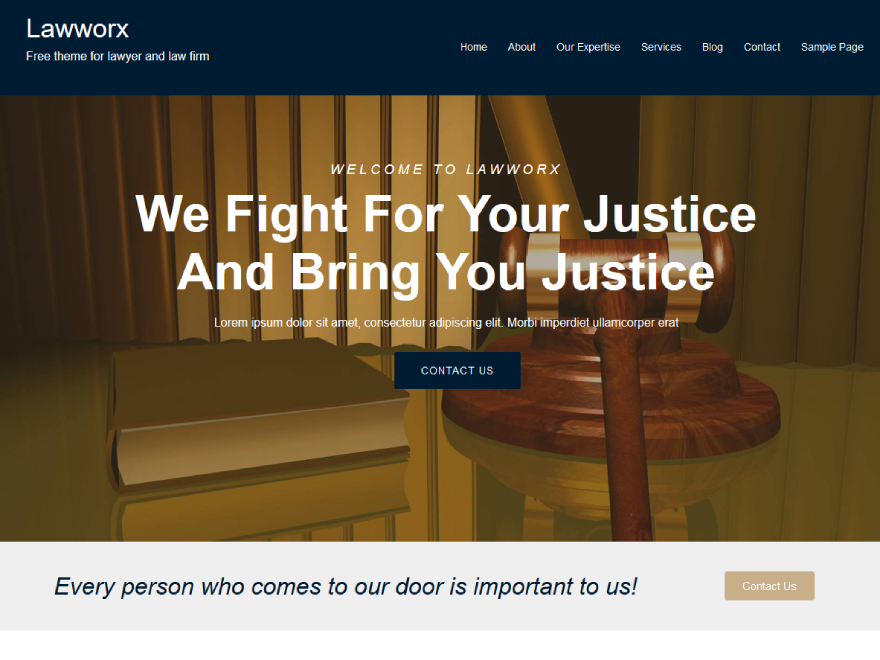 Lawworx
Free theme for lawyer and law firm
Home About Our Expertise Services Blog Contact Sample Page
WELCOME TO LAWWORX
We Fight For Your Justice
And Bring You Justice
Lorem ipsum dolor sit amet, consectetur adipiscing elit. Morbi imperdiet ullamcorper erat
CONTACT US
Every person who comes to our door is important to us!
Contact Us